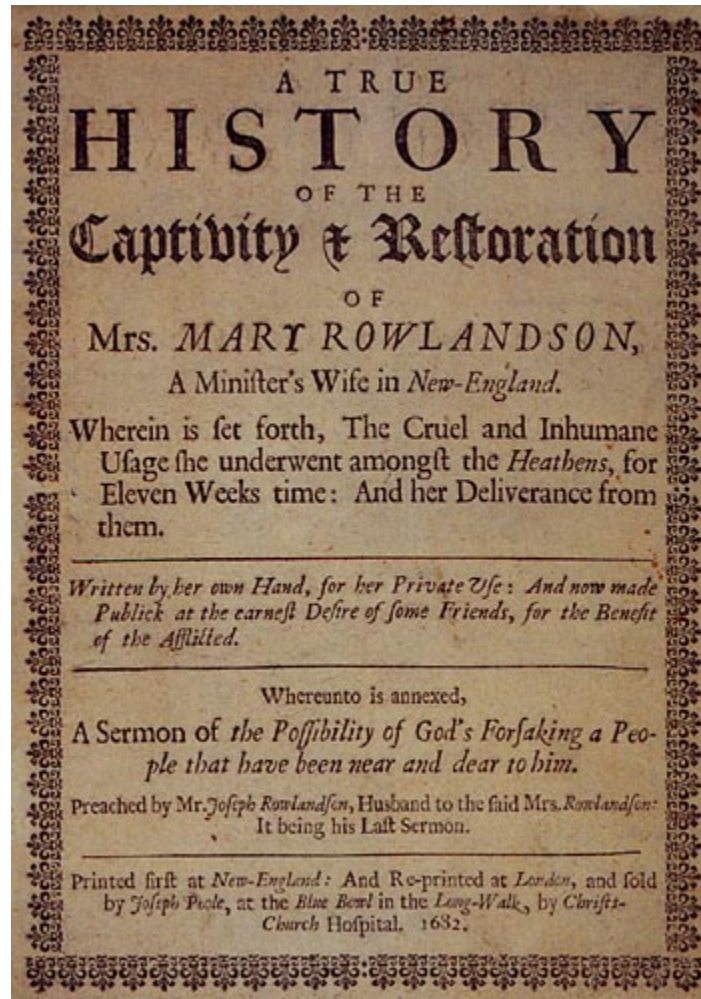 A TRUE
HISTORY
OF THE
Captivity & Reſtoration
OF
Mrs. MARY ROWLANDSON,
A Miniſter's Wife in New-England.
Wherein is ſet forth, The Cruel and Inhumane
Uſage ſhe underwent amongſt the Heathens, for
Eleven Weeks time: And her Deliverance from
them.
Written by her own Hand, for her Private Uſe: And now made
Publick at the earneſt Deſire of ſome Friends, for the Benefit
of the Afflicted.
Whereunto is annexed,
A Sermon of the Poſſibility of God's Forſaking a Peo-
ple that have been near and dear to him.
Preached by Mr. Joſeph Rowlandſon, Husband to the ſaid Mrs. Rowlandſon:
It being his Laſt Sermon.
Printed firſt at New-England: And Re-printed at London, and ſold
by Joſeph Poole, at the Blue Bowl in the Long-Walk, by Chriſts-
Church Hoſpital. 1682.